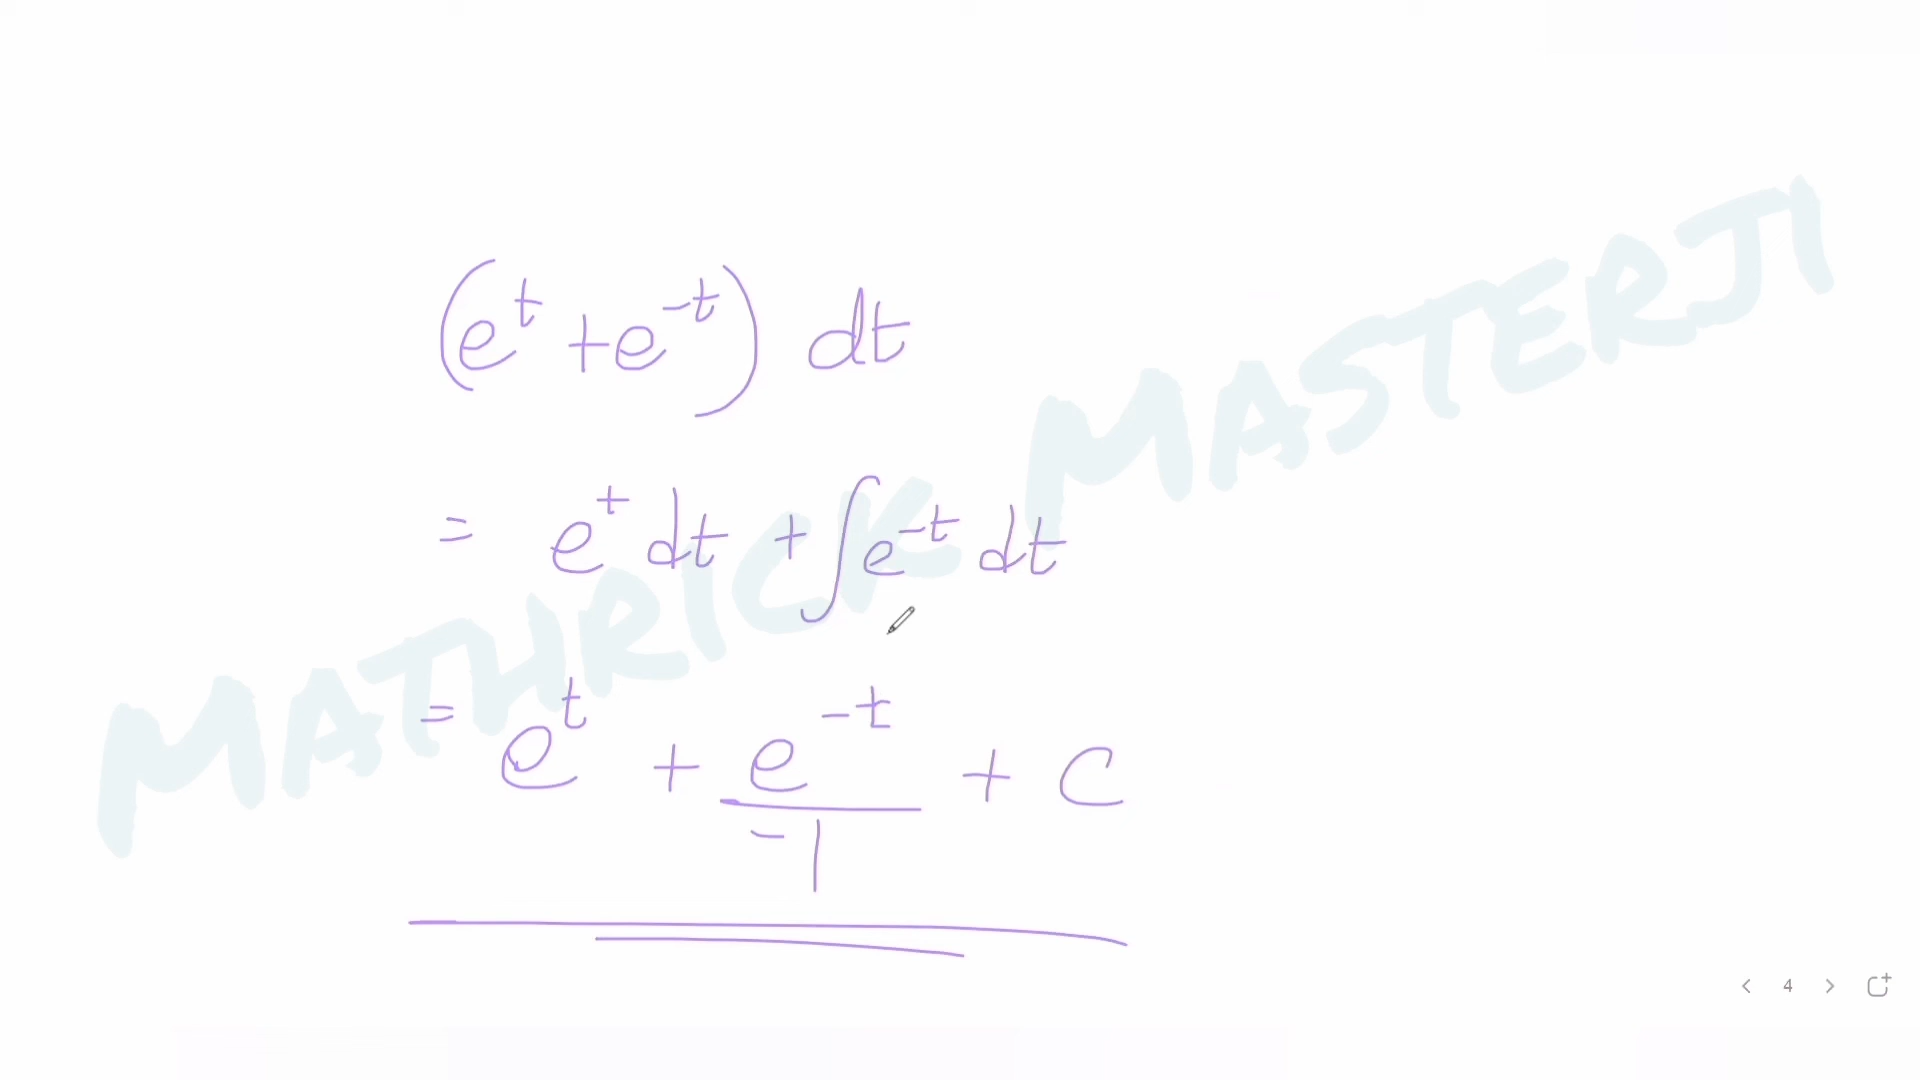 (e^t + e^{-t}) dt
= e^t dt + ∫e^{-t} dt
= e^t + e^{-t}/-1 + C
MATHRICK MASTERJI
4